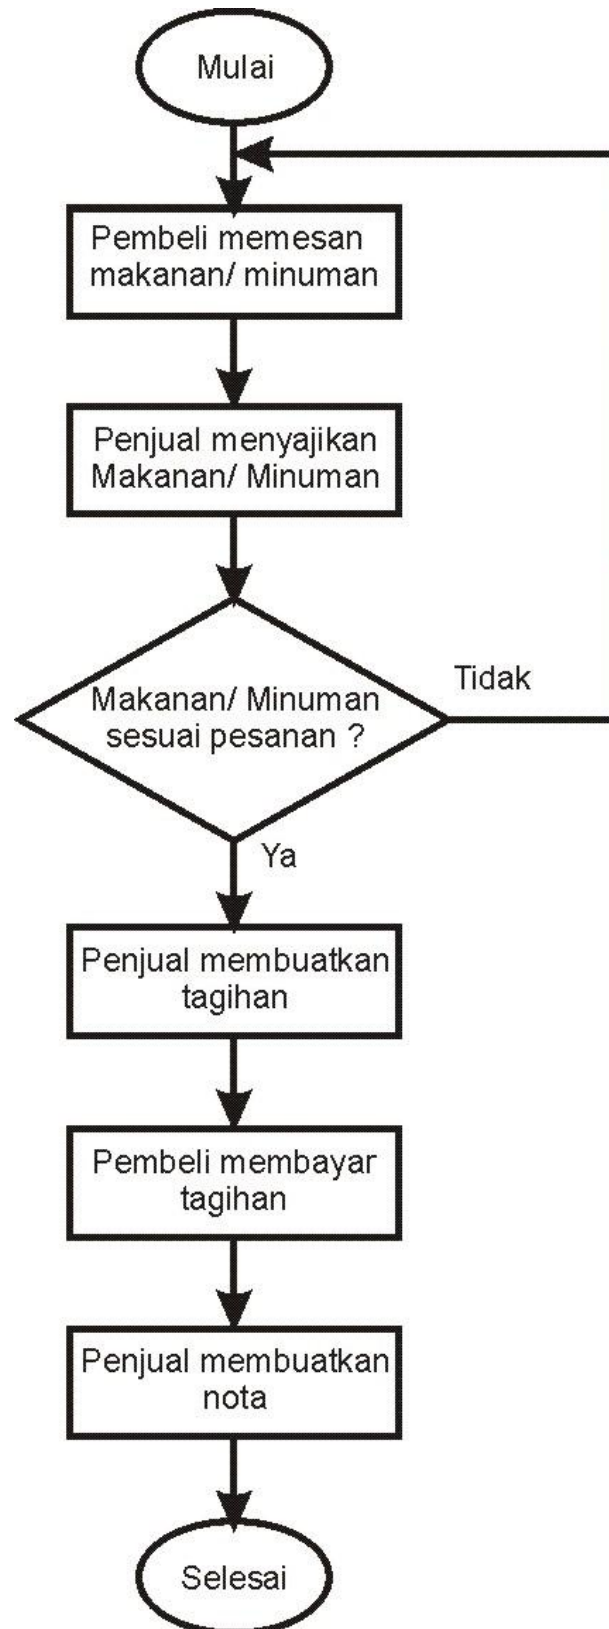 Mulai
Pembeli memesan
makanan/ minuman
Penjual menyajikan
Makanan/ Minuman
Makanan/ Minuman
sesuai pesanan ?
Tidak
Ya
Penjual membuatkan
tagihan
Pembeli membayar
tagihan
Penjual membuatkan
nota
Selesai